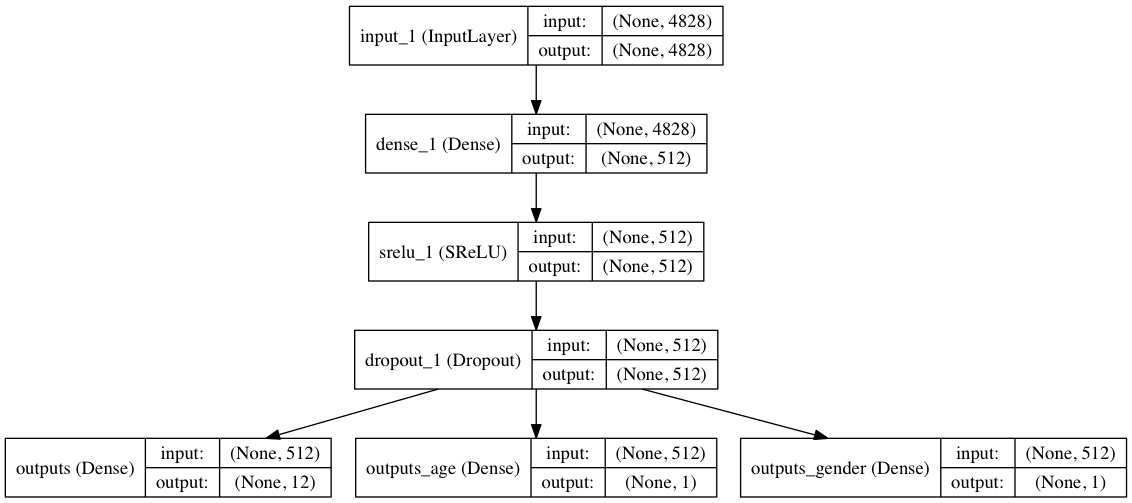 input_1 (InputLayer)
input: (None, 4828)
output: (None, 4828)
dense_1 (Dense)
input: (None, 4828)
output: (None, 512)
srelu_1 (SReLU)
input: (None, 512)
output: (None, 512)
dropout_1 (Dropout)
input: (None, 512)
output: (None, 512)
outputs (Dense)
input: (None, 512)
output: (None, 12)
outputs_age (Dense)
input: (None, 512)
output: (None, 1)
outputs_gender (Dense)
input: (None, 512)
output: (None, 1)